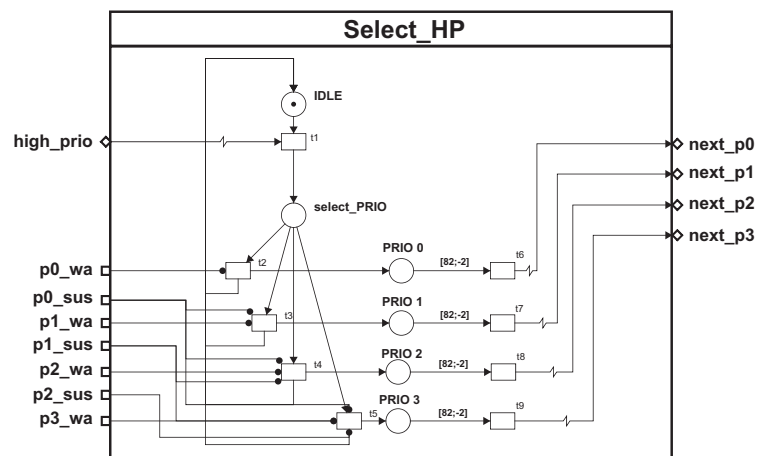 Select_HP
IDLE
high_prio
t1
next_p0
next_p1
select_PRIO
next_p2
next_p3
PRIO 0
p0_wa
t2
[82;-2]
t6
p0_sus
PRIO 1
p1_wa
t3
[82;-2]
t7
p1_sus
PRIO 2
p2_wa
t4
[82;-2]
t8
p2_sus
PRIO 3
p3_wa
t5
[82;-2]
t9